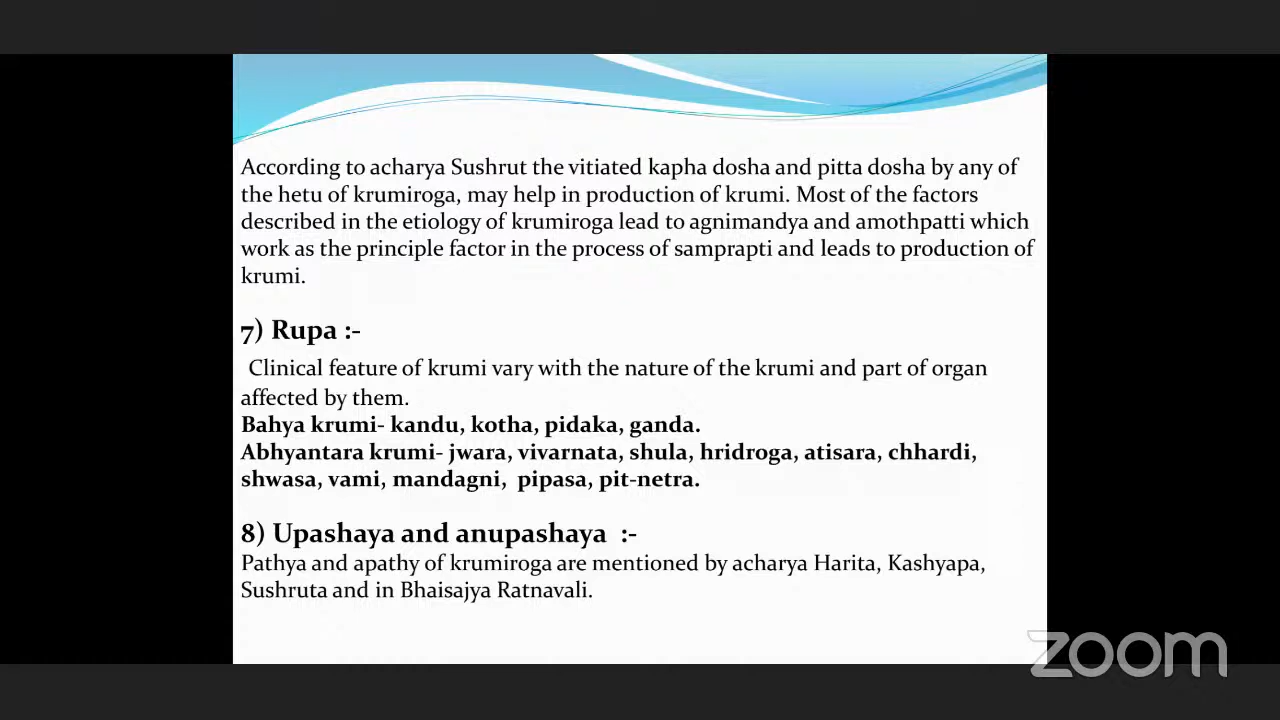 According to acharya Sushrut the vitiated kapha dosha and pitta dosha by any of
the hetu of krumiroga, may help in production of krumi. Most of the factors
described in the etiology of krumiroga lead to agnimandya and amothpatti which
work as the principle factor in the process of samprapti and leads to production of
krumi.
7) Rupa :-
Clinical feature of krumi vary with the nature of the krumi and part of organ
affected by them.
Bahya krumi- kandu, kotha, pidaka, ganda.
Abhyantara krumi- jwara, vivarnata, shula, hridroga, atisara, chhardi,
shwasa, vami, mandagni, pipasa, pit-netra.
8) Upashaya and anupashaya :-
Pathya and apathy of krumiroga are mentioned by acharya Harita, Kashyapa,
Sushruta and in Bhaisajya Ratnavali.
zoom